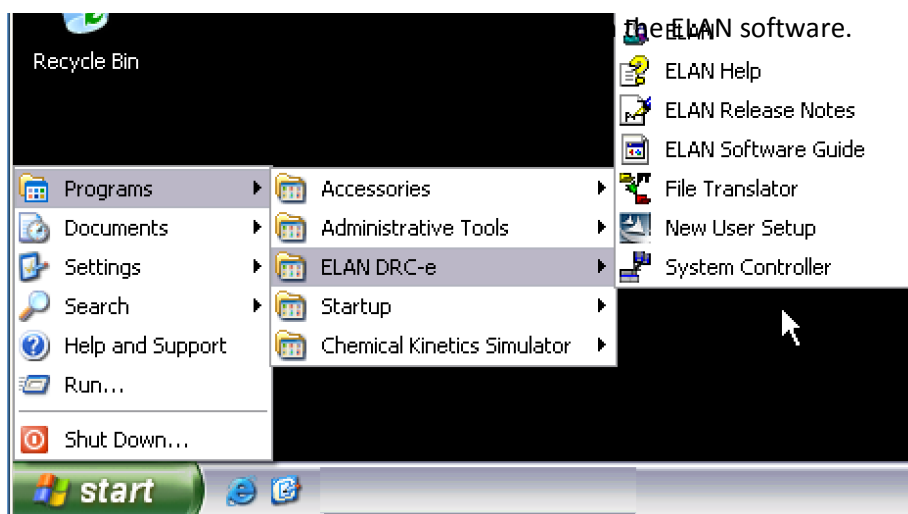 the ELAN software.
ELAN
Recycle Bin
ELAN Help
ELAN Release Notes
ELAN Software Guide
Programs
Accessories
File Translator
Documents
Administrative Tools
New User Setup
Settings
ELAN DRC-e
System Controller
Search
Startup
Help and Support
Chemical Kinetics Simulator
Run...
Shut Down...
start